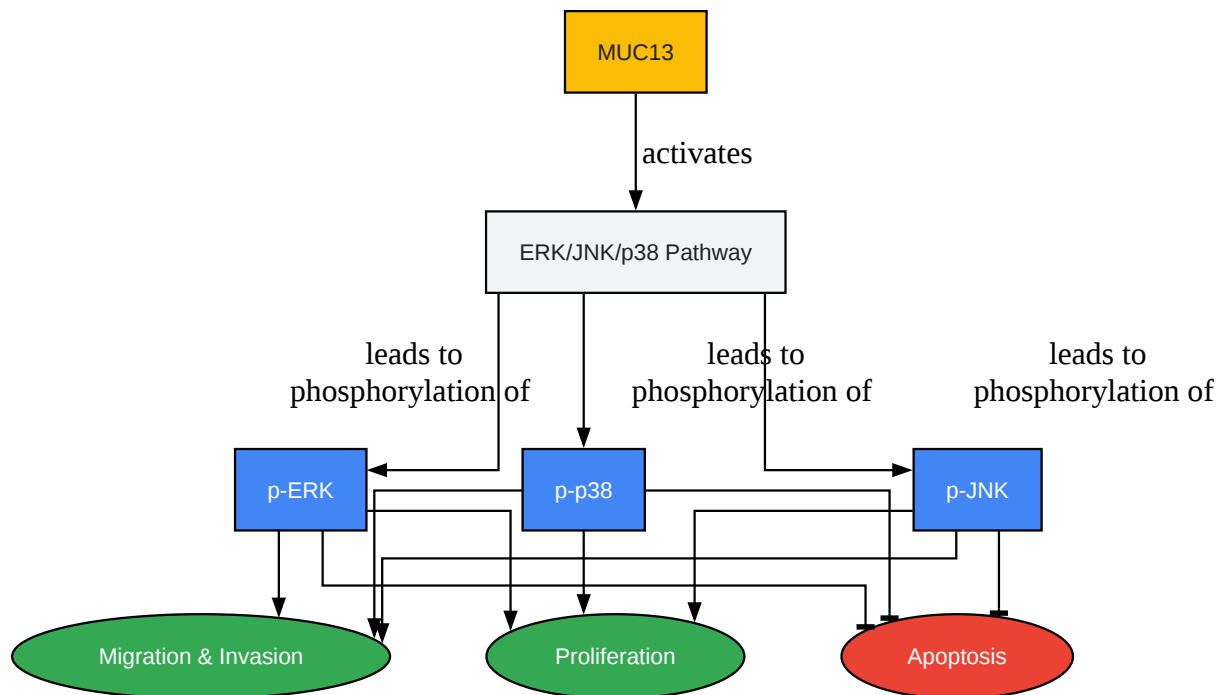 MUC13
activates
ERK/JNK/p38 Pathway
leads to
phosphorylation of
leads to
phosphorylation of
leads to
phosphorylation of
p-ERK
p-p38
p-JNK
Migration & Invasion
Proliferation
Apoptosis